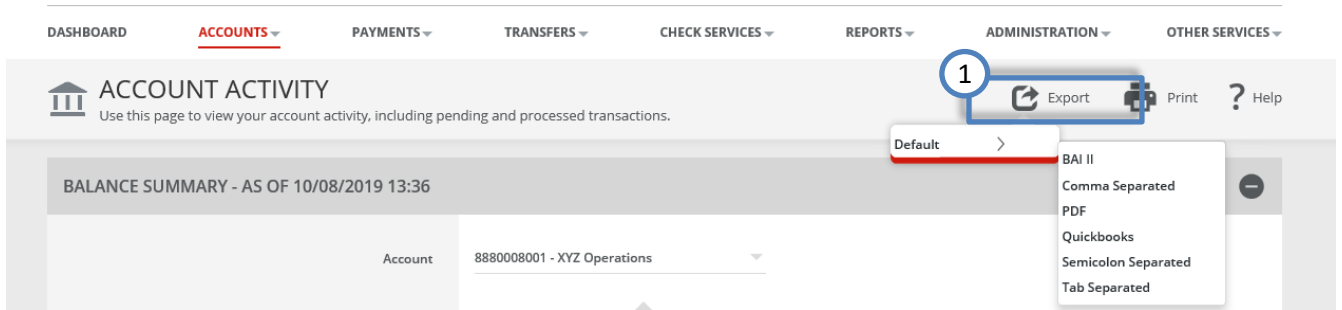 DASHBOARD ACCOUNTS PAYMENTS TRANSFERS CHECK SERVICES REPORTS ADMINISTRATION OTHER SERVICES
1
ACCOUNT ACTIVITY
Use this page to view your account activity, including pending and processed transactions.
Export Print ? Help
Default
BAI II
Comma Separated
PDF
Quickbooks
Semicolon Separated
Tab Separated
BALANCE SUMMARY - AS OF 10/08/2019 13:36
Account 8880008001 - XYZ Operations